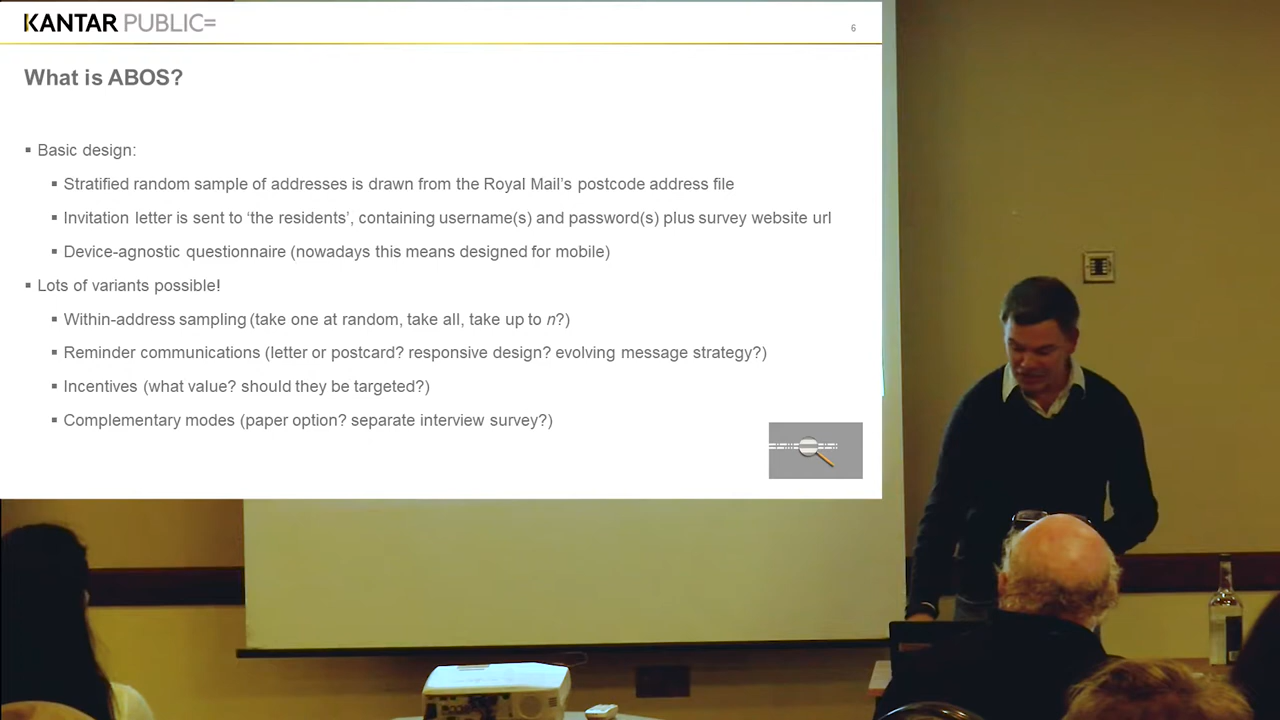 KANTAR PUBLIC=
6
What is ABOS?
▪ Basic design:
▪ Stratified random sample of addresses is drawn from the Royal Mail’s postcode address file
▪ Invitation letter is sent to ‘the residents’, containing username(s) and password(s) plus survey website url
▪ Device-agnostic questionnaire (nowadays this means designed for mobile)
▪ Lots of variants possible!
▪ Within-address sampling (take one at random, take all, take up to n?)
▪ Reminder communications (letter or postcard? responsive design? evolving message strategy?)
▪ Incentives (what value? should they be targeted?)
▪ Complementary modes (paper option? separate interview survey?)